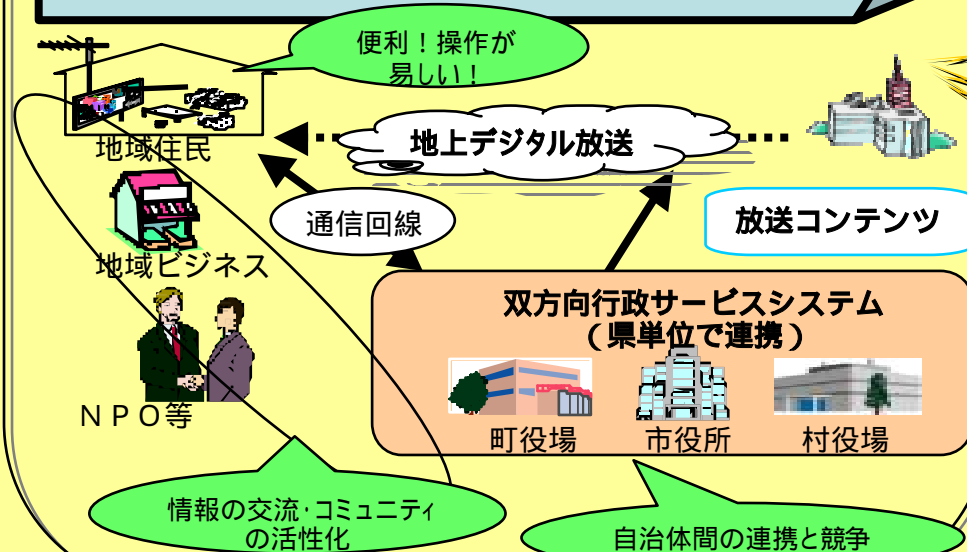 便利！操作が
易しい！
地域住民
地上デジタル放送
通信回線
放送コンテンツ
地域ビジネス
双方向行政サービスシステム
（県単位で連携）
ＮＰＯ等
町役場
市役所
村役場
情報の交流・コミュニティ
の活性化
自治体間の連携と競争